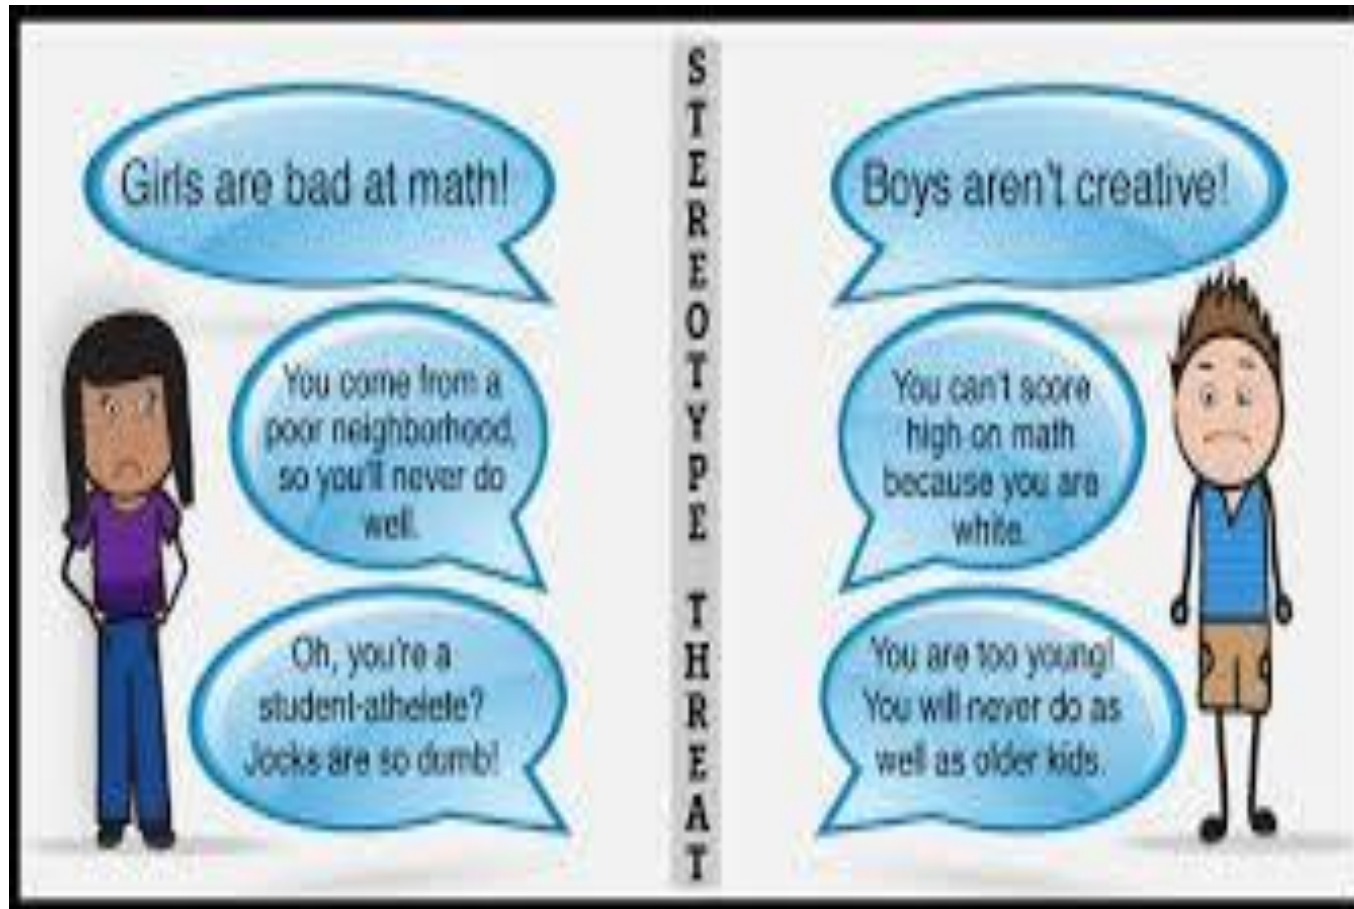 Girls are bad at math!
You come from a
poor neighborhood,
so you'll never do
well.
Oh, you're a
student-athelete?
Jocks are so dumb!
STEREOTYPE THREAT
Boys aren't creative!
You can't score
high on math
because you are
white.
You are too young!
You will never do as
well as older kids.